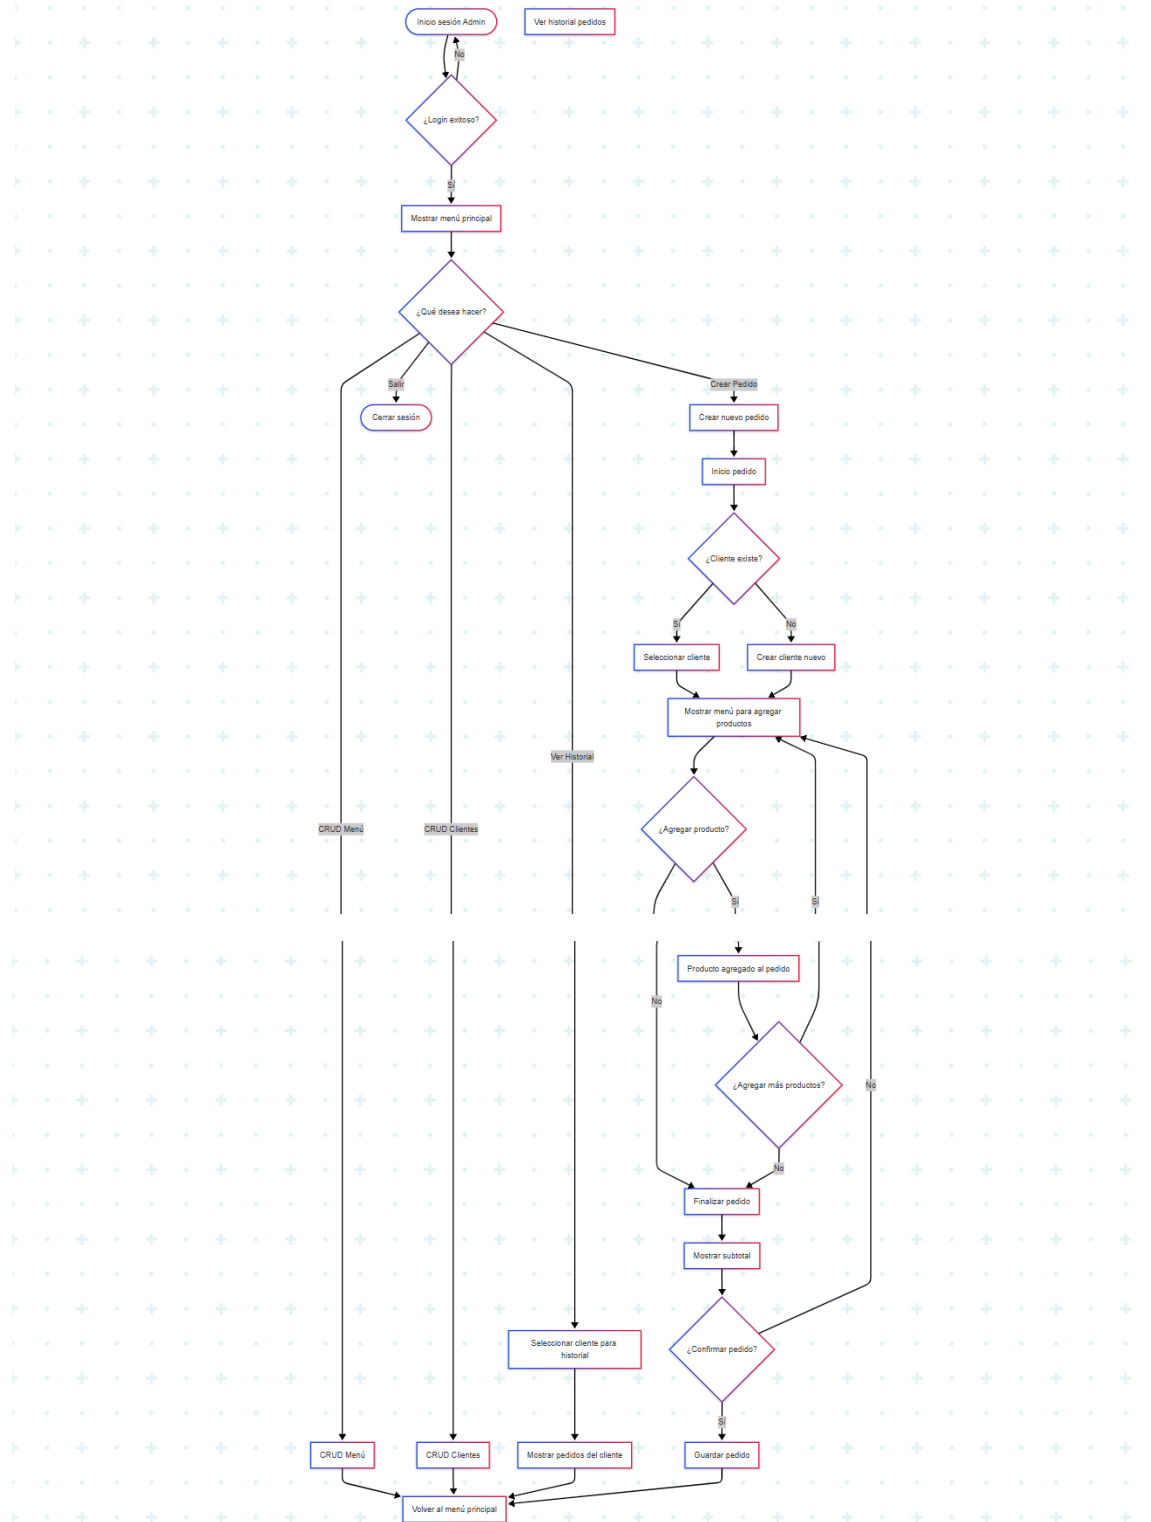 Inicio sesión Admin
Ver historial pedidos
No
¿Login exitoso?
Sí
Mostrar menú principal
¿Qué desea hacer?
Salir
Crear Pedido
Cerrar sesión
Crear nuevo pedido
Inicio pedido
¿Cliente existe?
Sí
No
Seleccionar cliente
Crear cliente nuevo
Mostrar menú para agregar
productos
Ver Historial
CRUD Menú
CRUD Clientes
¿Agregar producto?
Sí
Sí
Producto agregado al pedido
No
¿Agregar más productos?
No
No
Finalizar pedido
Mostrar subtotal
Seleccionar cliente para
historial
¿Confirmar pedido?
Sí
CRUD Menú
CRUD Clientes
Mostrar pedidos del cliente
Guardar pedido
Volver al menú principal